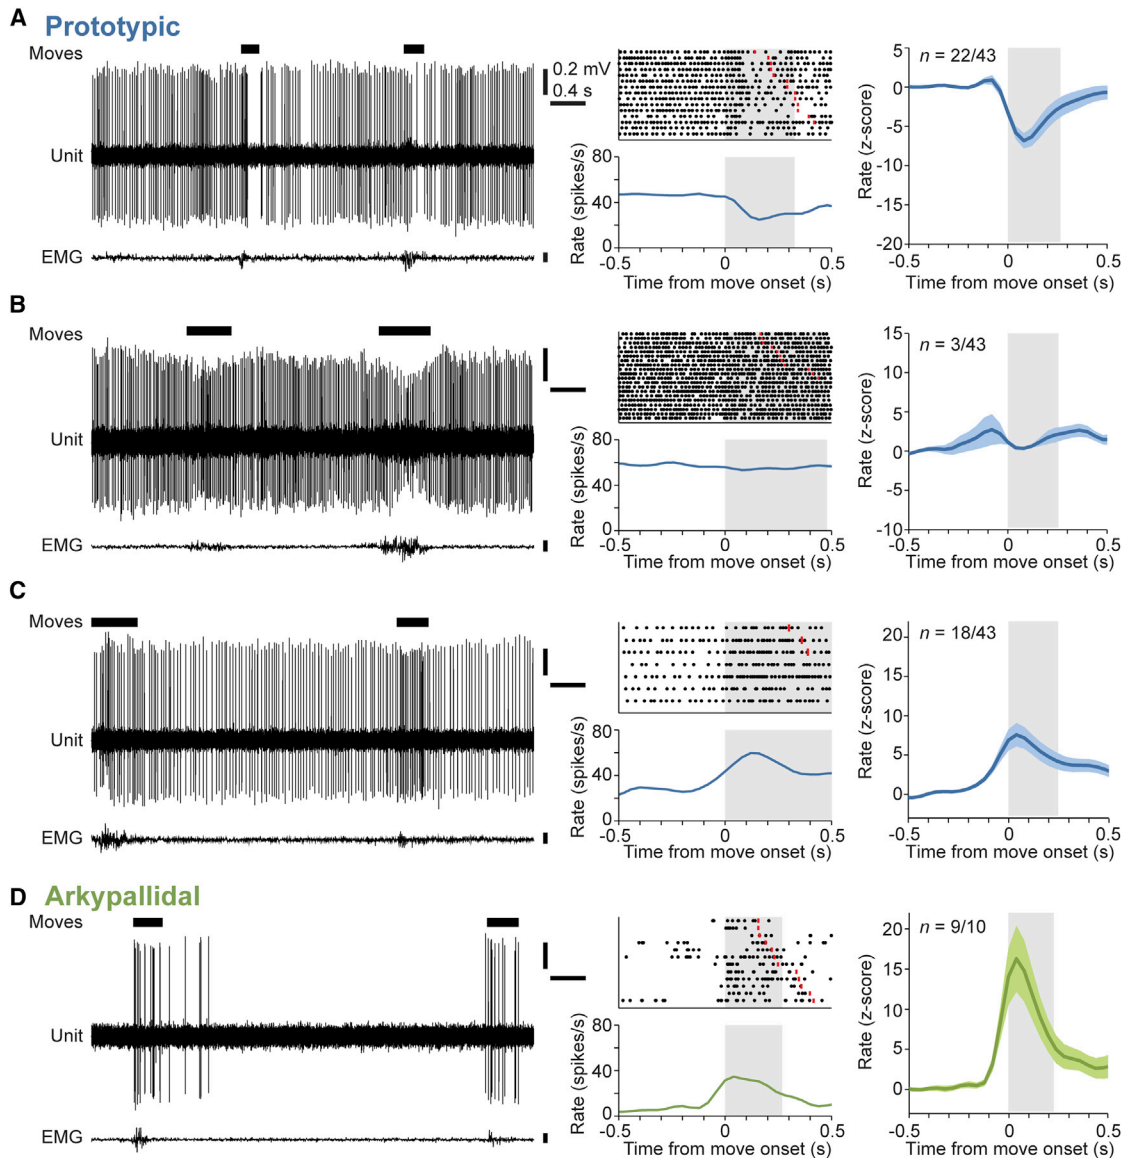 A Prototypic
Moves
0.2 mV
0.4 s
Unit
EMG
80
40
0
Rate (spikes/s)
-0.5 0 0.5
Time from move onset (s)
n = 22/43
5
0
-5
-10
-15
-20
Rate (z-score)
-0.5 0 0.5
Time from move onset (s)
B
Moves
Unit
EMG
80
40
0
Rate (spikes/s)
-0.5 0 0.5
Time from move onset (s)
n = 3/43
15
10
5
0
-5
-10
Rate (z-score)
-0.5 0 0.5
Time from move onset (s)
C
Moves
Unit
EMG
80
40
0
Rate (spikes/s)
-0.5 0 0.5
Time from move onset (s)
n = 18/43
20
15
10
5
0
Rate (z-score)
-0.5 0 0.5
Time from move onset (s)
D Arkypallidal
Moves
Unit
EMG
80
40
0
Rate (spikes/s)
-0.5 0 0.5
Time from move onset (s)
n = 9/10
20
15
10
5
0
Rate (z-score)
-0.5 0 0.5
Time from move onset (s)